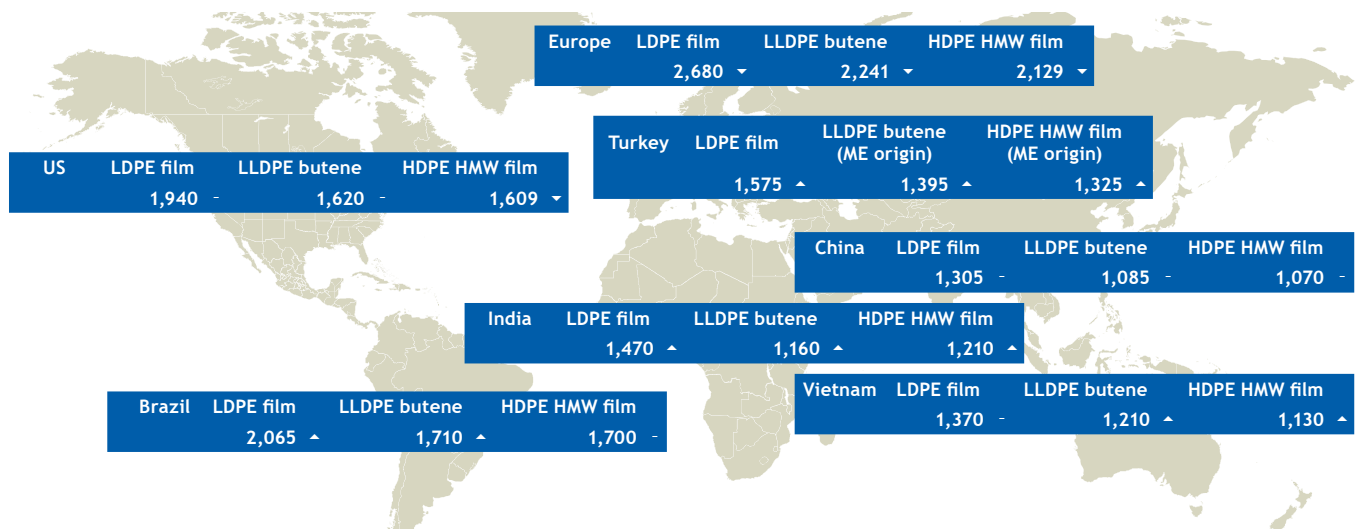 Europe LDPE film LLDPE butene HDPE HMW film
2,680 2,241 2,129
Turkey LDPE film LLDPE butene (ME origin) HDPE HMW film (ME origin)
1,575 1,395 1,325
US LDPE film LLDPE butene HDPE HMW film
1,940 - 1,620 - 1,609
China LDPE film LLDPE butene HDPE HMW film
1,305 - 1,085 - 1,070 -
India LDPE film LLDPE butene HDPE HMW film
1,470 1,160 1,210
Vietnam LDPE film LLDPE butene HDPE HMW film
1,370 - 1,210 1,130
Brazil LDPE film LLDPE butene HDPE HMW film
2,065 1,710 1,700 -